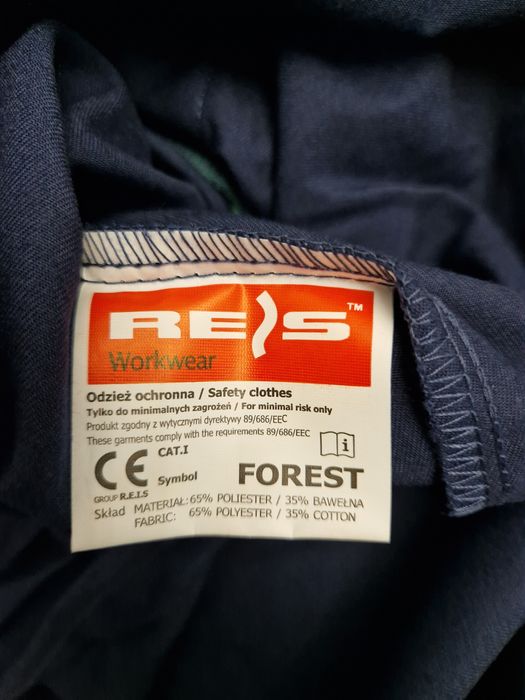 REIS™
Workwear
Odzież ochronna / Safety clothes
Tylko do minimalnych zagrożeń / For minimal risk only
Produkt zgodny z wytycznymi dyrektywy 89/686/EEC
These garments comply with the requirements 89/686/EEC
CE CAT.I
i
Symbol FOREST
GROUP R.E.I.S
Skład MATERIAŁ: 65% POLIESTER / 35% BAWEŁNA
FABRIC: 65% POLYESTER / 35% COTTON